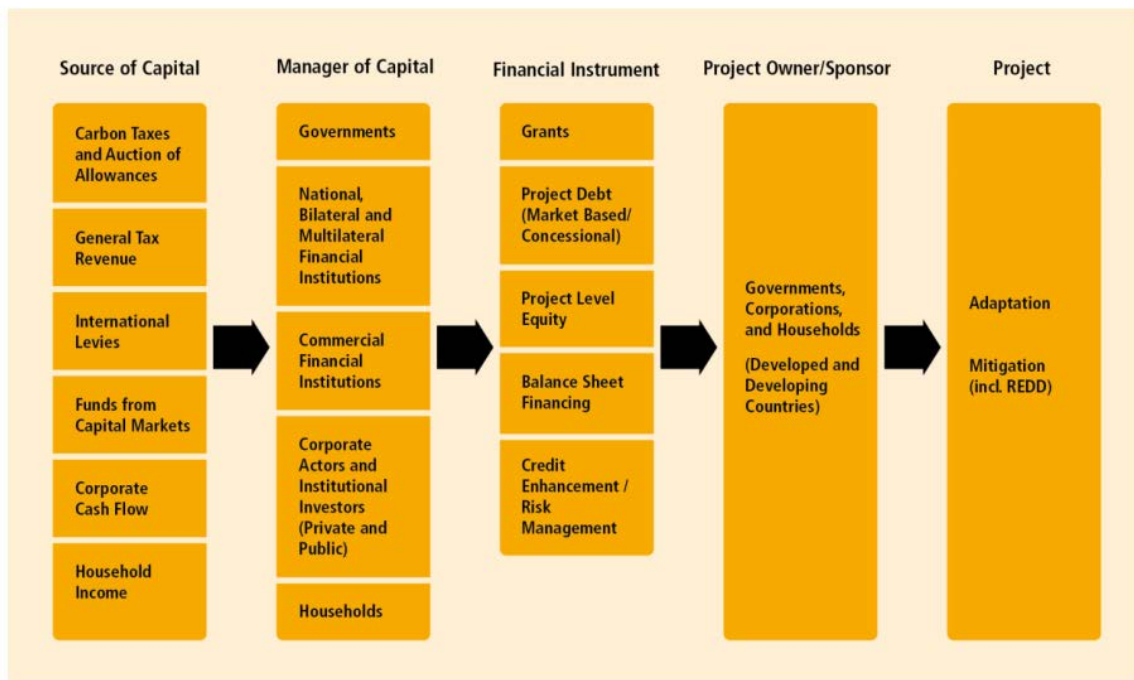 Source of Capital
Carbon Taxes
and Auction of
Allowances
General Tax
Revenue
International
Levies
Funds from
Capital Markets
Corporate
Cash Flow
Household
Income
Manager of Capital
Governments
National,
Bilateral and
Multilateral
Financial
Institutions
Commercial
Financial
Institutions
Corporate
Actors and
Institutional
Investors
(Private and
Public)
Households
Financial Instrument
Grants
Project Debt
(Market Based/
Concessional)
Project Level
Equity
Balance Sheet
Financing
Credit
Enhancement /
Risk
Management
Project Owner/Sponsor
Governments,
Corporations,
and Households
(Developed and
Developing
Countries)
Project
Adaptation
Mitigation
(incl. REDD)